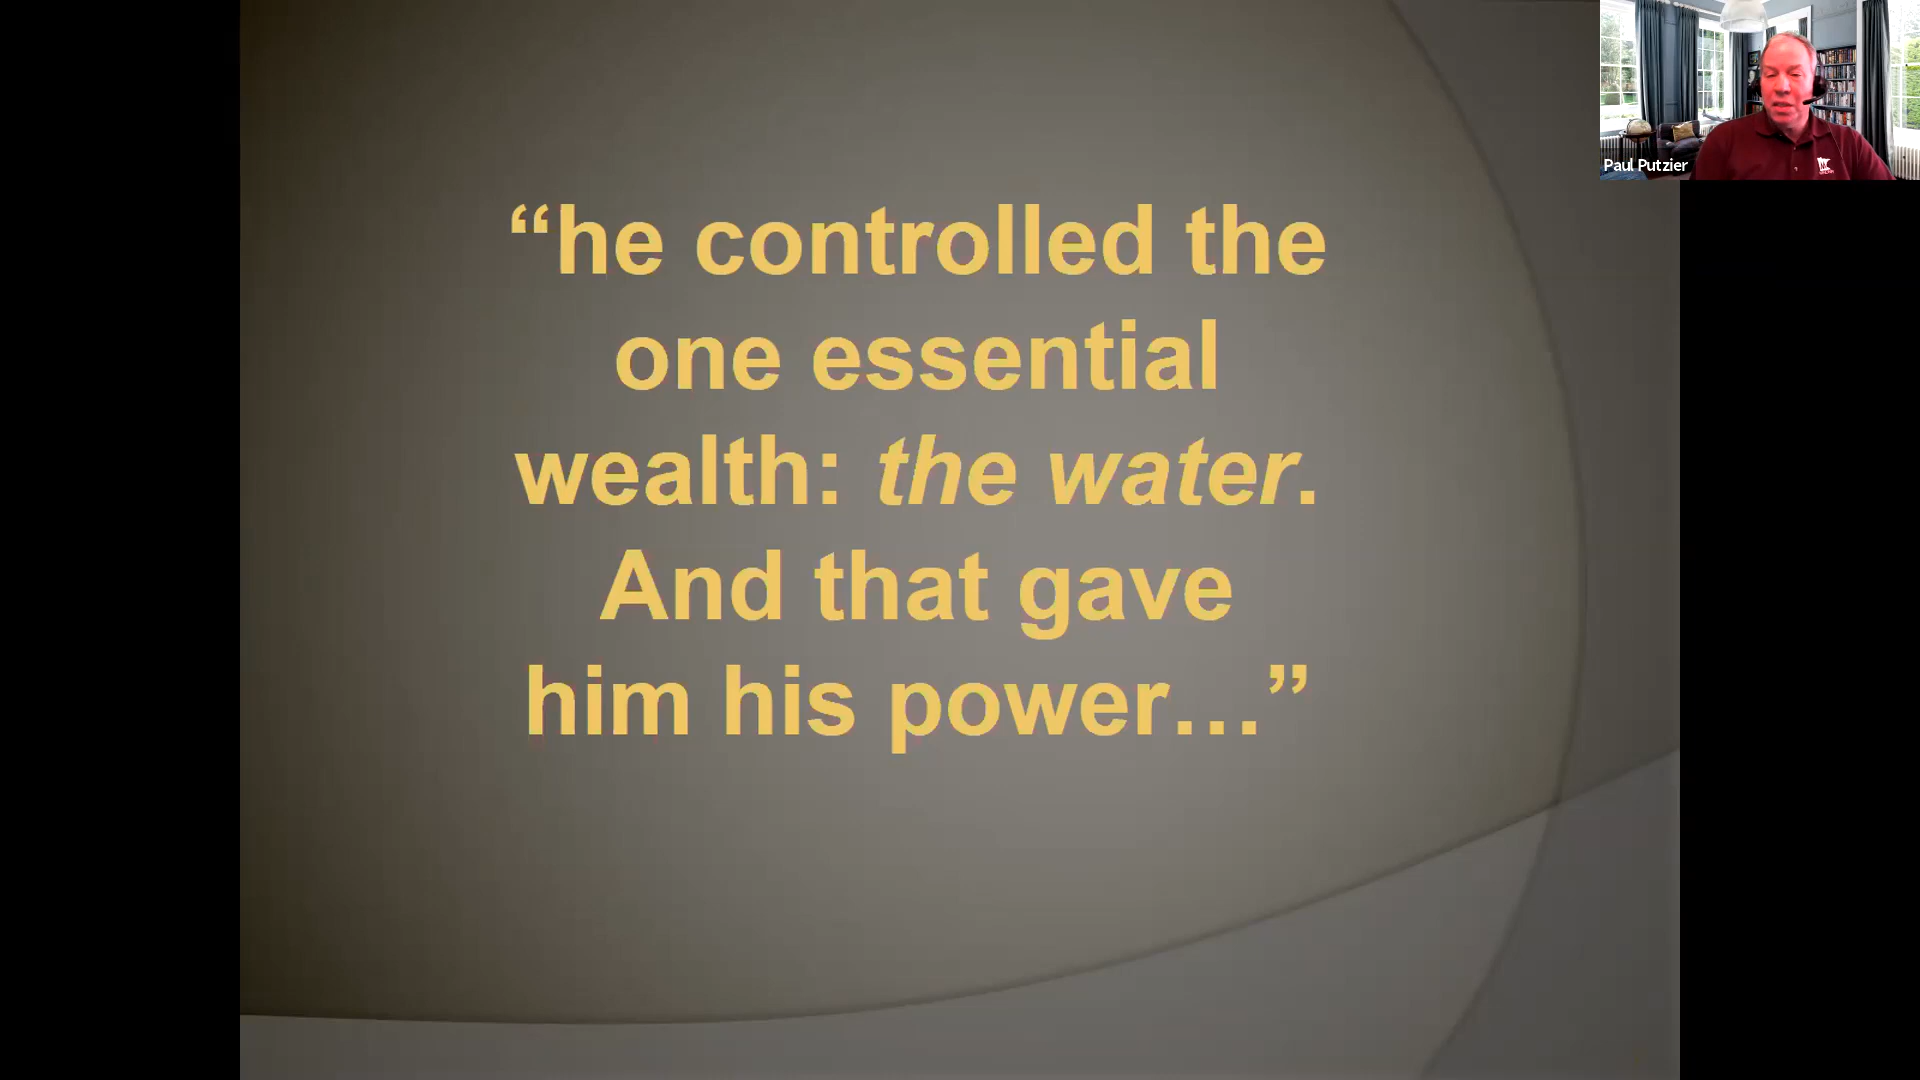 “he controlled the
one essential
wealth: the water.
And that gave
him his power…”
Paul Putzier